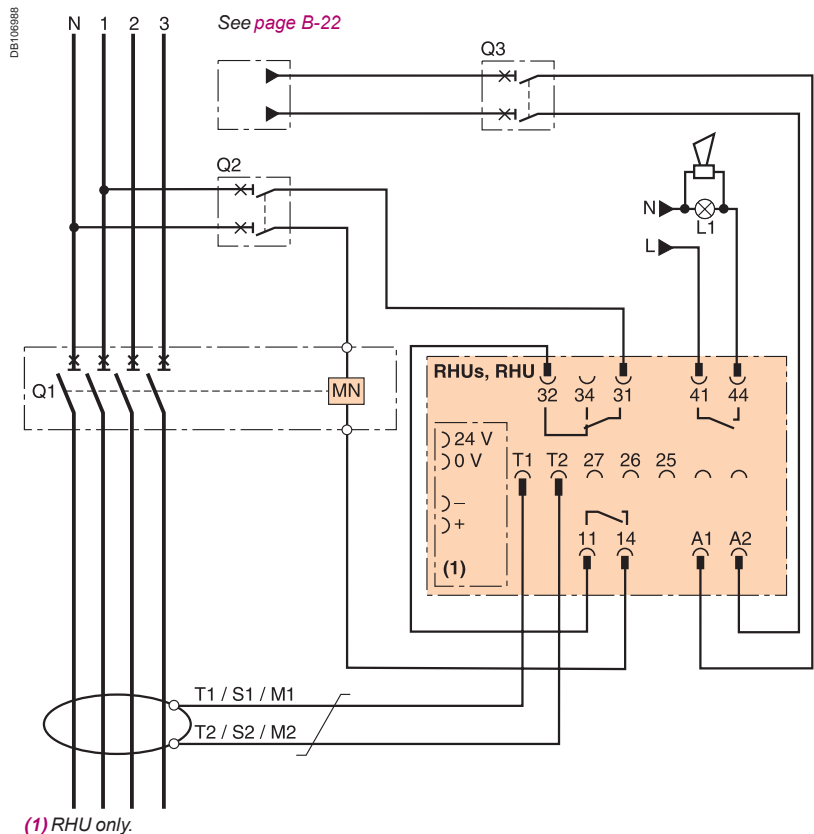 DB106988
N 1 2 3
See page B-22
Q3
Q2
N
L1
L
Q1
MN
RHUs, RHU
32 34 31 41 44
24 V
0 V
T1 T2 27 26 25
–
+
11 14 A1 A2
(1)
T1 / S1 / M1
T2 / S2 / M2
(1) RHU only.